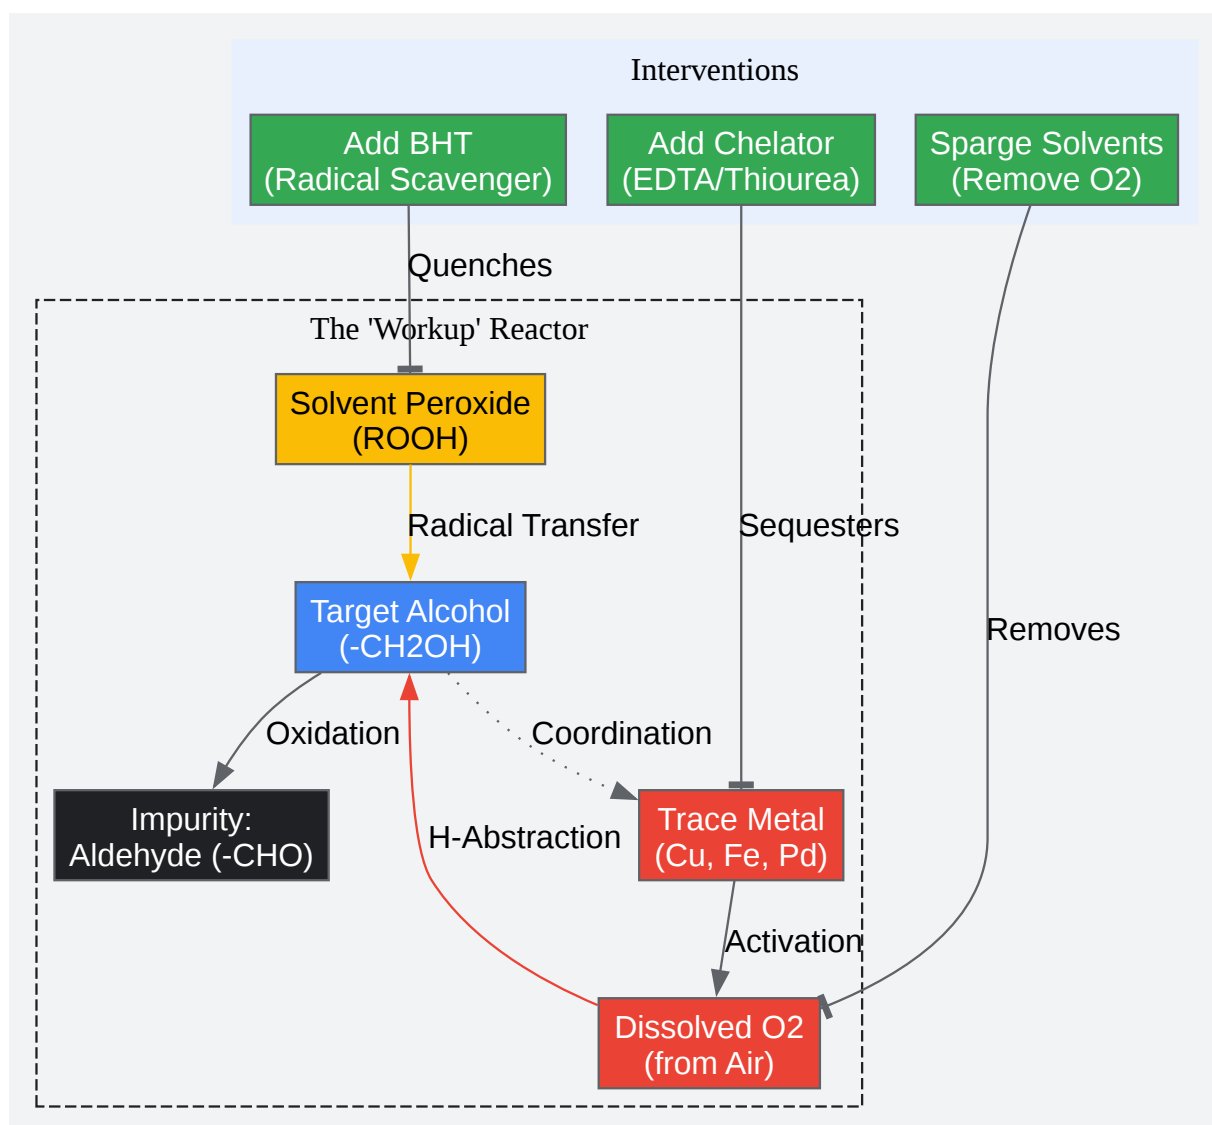 Interventions
Add BHT
(Radical Scavenger)
Add Chelator
(EDTA/Thiourea)
Sparge Solvents
(Remove O2)
Quenches
The 'Workup' Reactor
Solvent Peroxide
(ROOH)
Radical Transfer
Sequesters
Target Alcohol
(-CH2OH)
Removes
Oxidation
Coordination
Impurity:
Aldehyde (-CHO)
H-Abstraction
Trace Metal
(Cu, Fe, Pd)
Activation
Dissolved O2
(from Air)